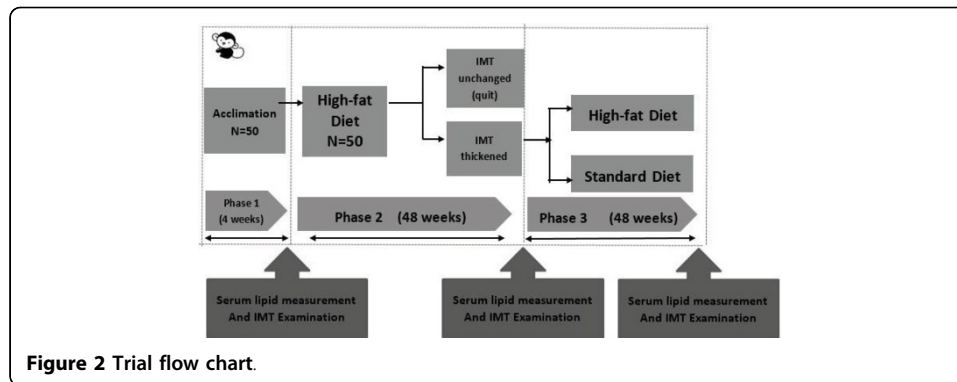 Acclimation
N=50
High-fat
Diet
N=50
IMT
unchanged
(quit)
IMT
thickened
High-fat Diet
Standard Diet
Phase 1
(4 weeks)
Phase 2 (48 weeks)
Phase 3 (48 weeks)
Serum lipid measurement
And IMT Examination
Serum lipid measurement
And IMT Examination
Serum lipid measurement
And IMT Examination
Figure 2 Trial flow chart.